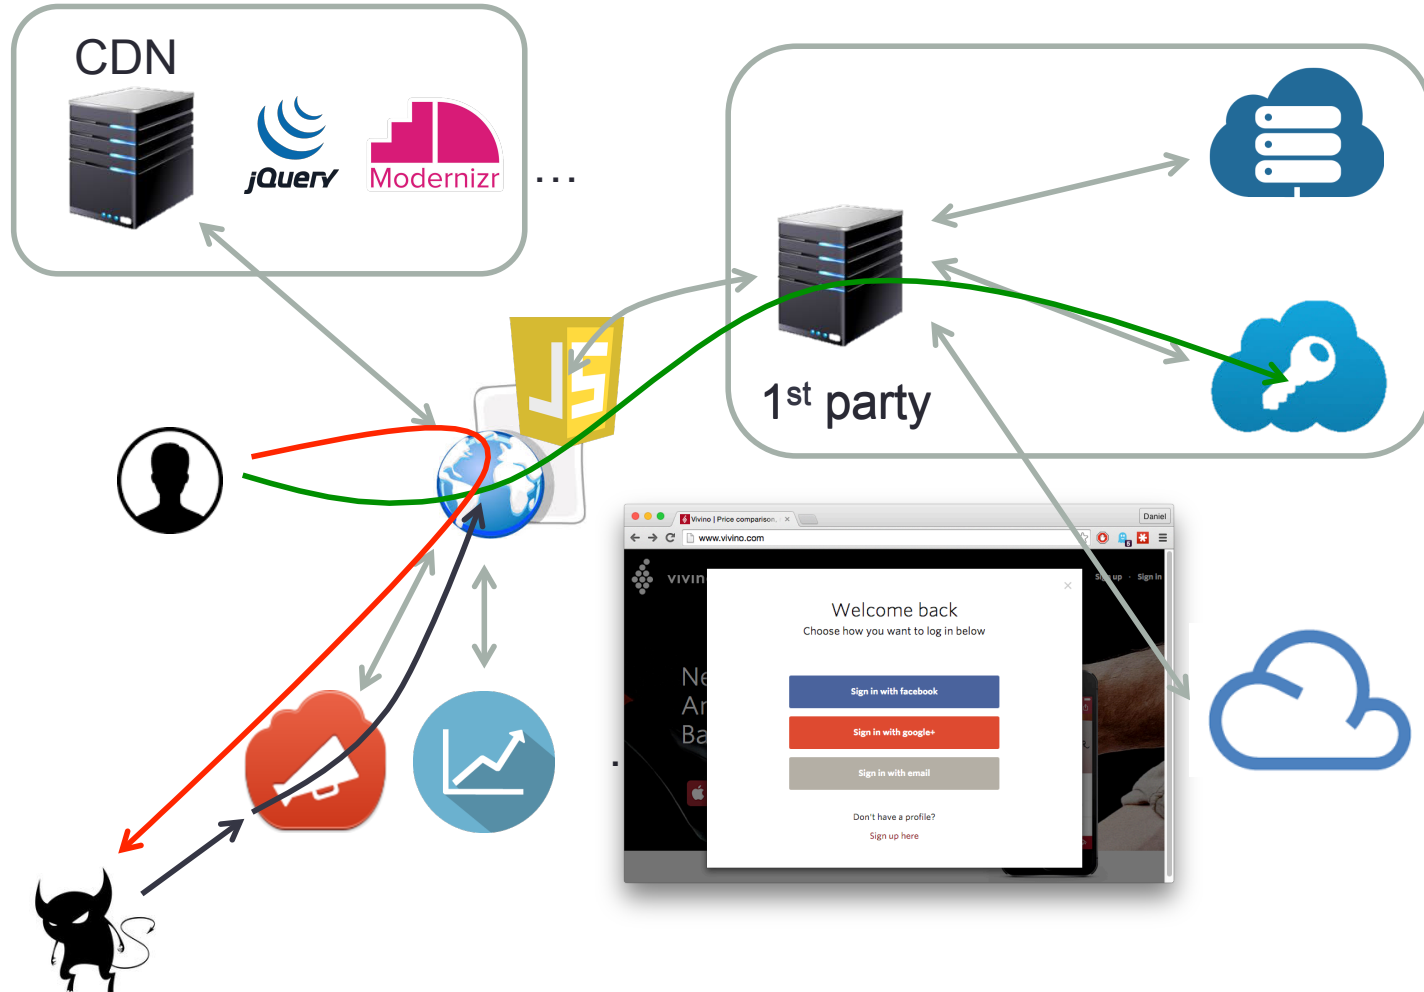 CDN
jQuery
Modernizr
...
1st party
JS
Vivino | Price comparison,
Daniel
www.vivino.com
Sign up · Sign in
Welcome back
Choose how you want to log in below
Sign in with facebook
Sign in with google+
Sign in with email
Don't have a profile?
Sign up here